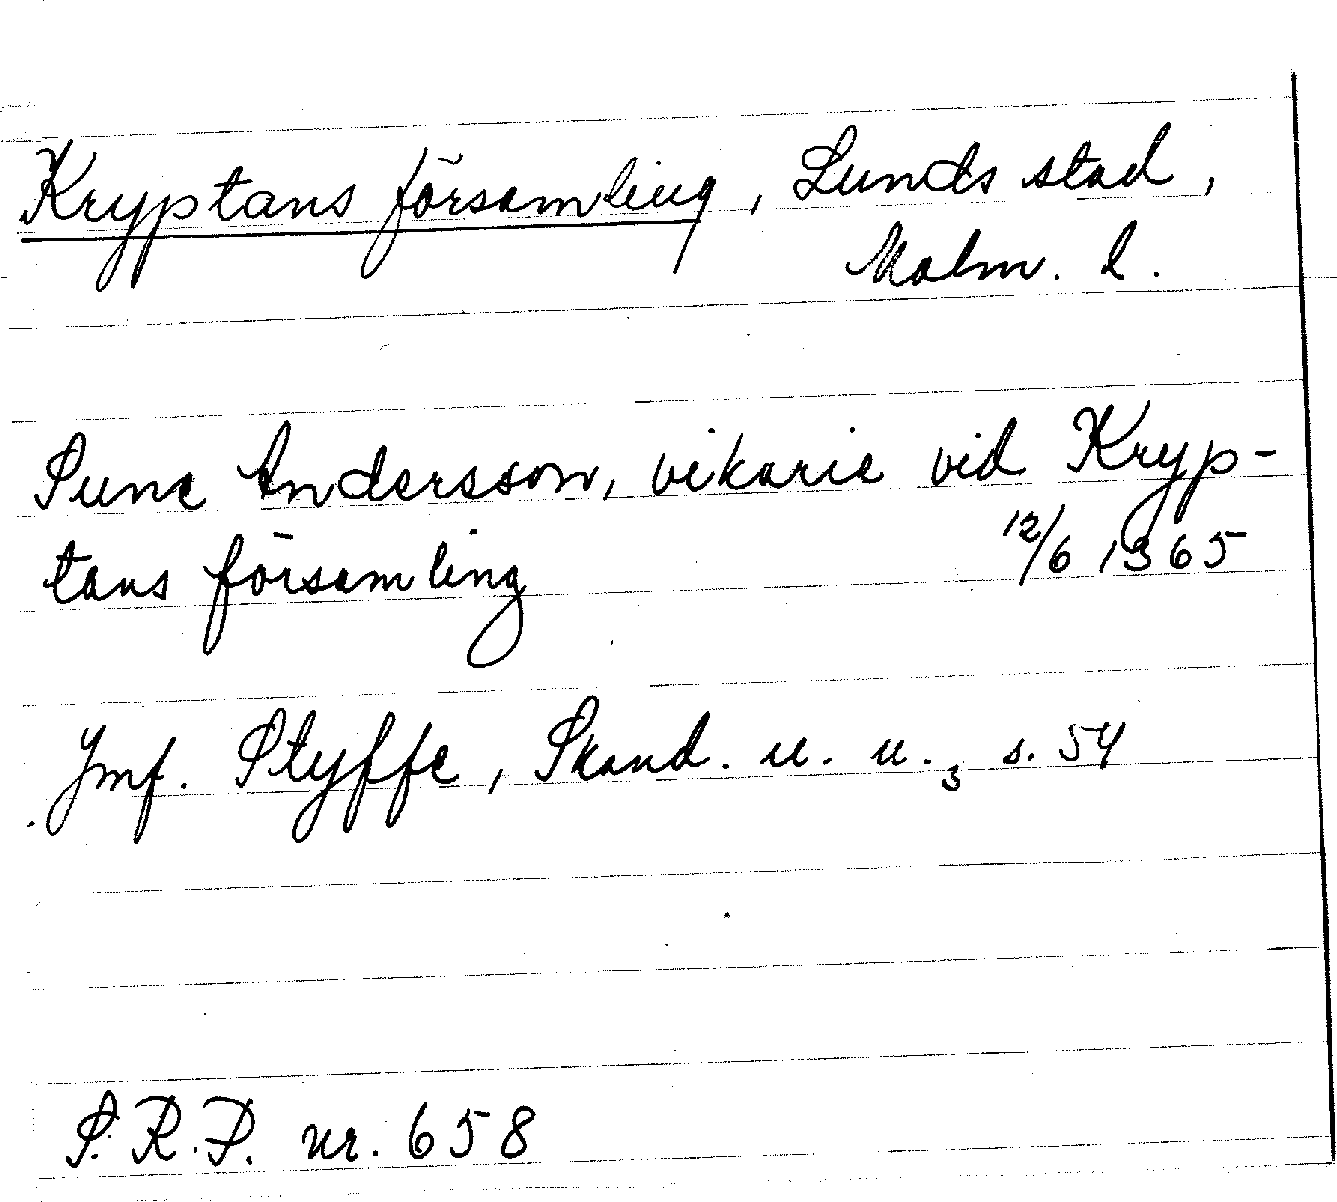 Kryptans församling, Lunds stad,
Malm. l.
Sune Andersson, vikarie vid Kryp-
tans församling 12/6 1365
Jmf. Styffe, Skand. u. u.3 s. 54
S.R.P. nr. 658